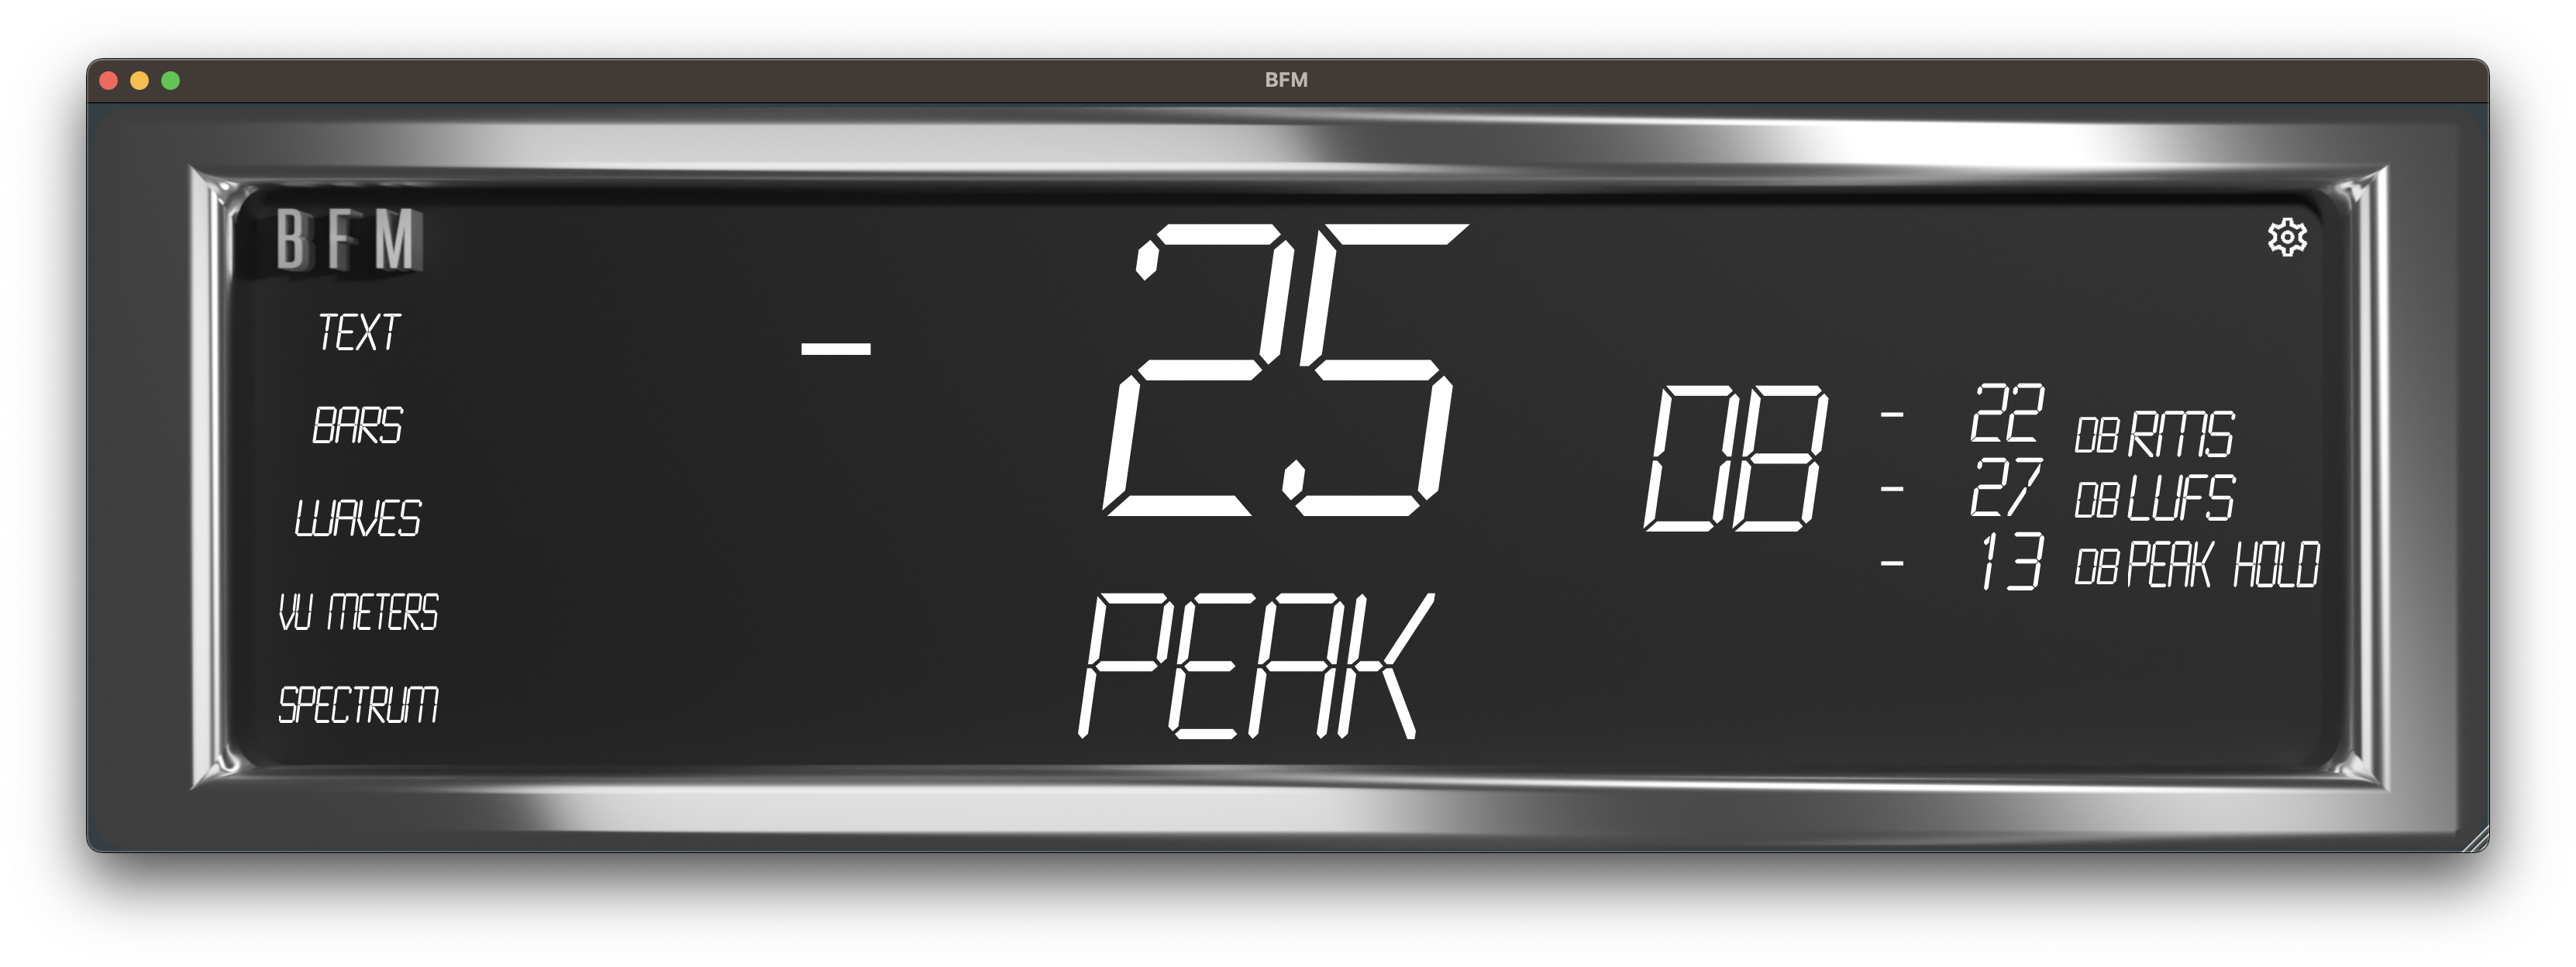 BFM
BFM
TEXT
BARS
WAVES
VU METERS
SPECTRUM
- 25 DB
PEAK
- 22 DB RMS
- 27 DB LUFS
- 13 DB PEAK HOLD